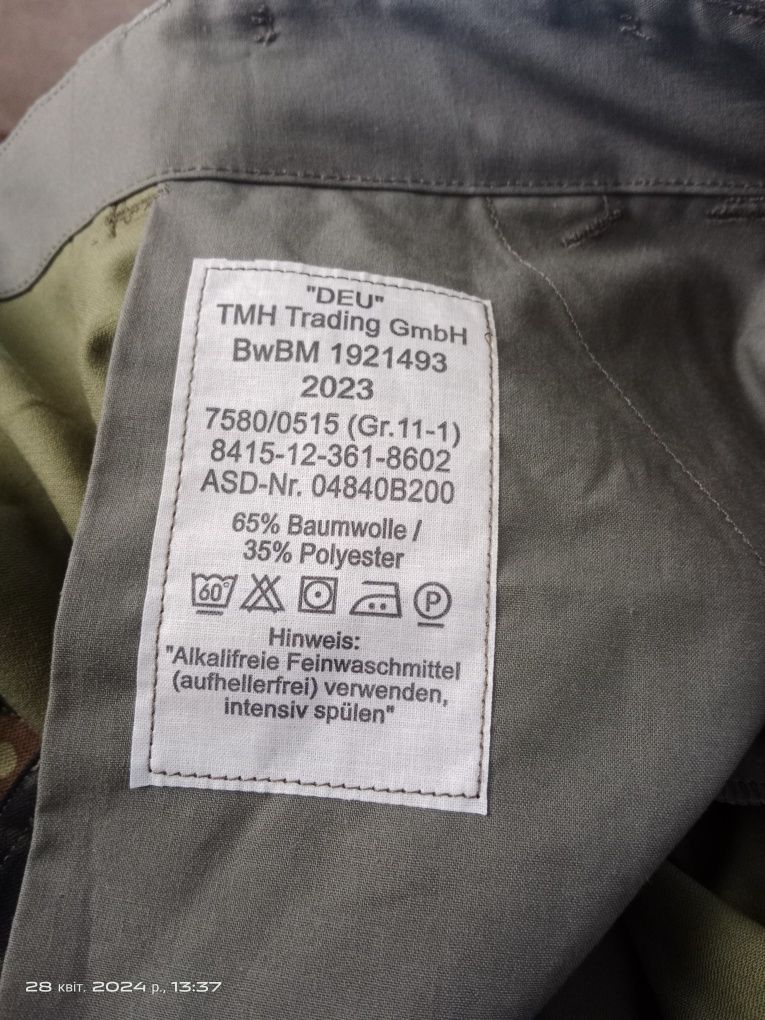 "DEU"
TMH Trading GmbH
BwBM 1921493
2023
7580/0515 (Gr.11-1)
8415-12-361-8602
ASD-Nr. 04840B200
65% Baumwolle /
35% Polyester
60° P
Hinweis:
"Alkalifreie Feinwaschmittel
(aufhellerfrei) verwenden,
intensiv spülen"
28 квіт. 2024 р., 13:37